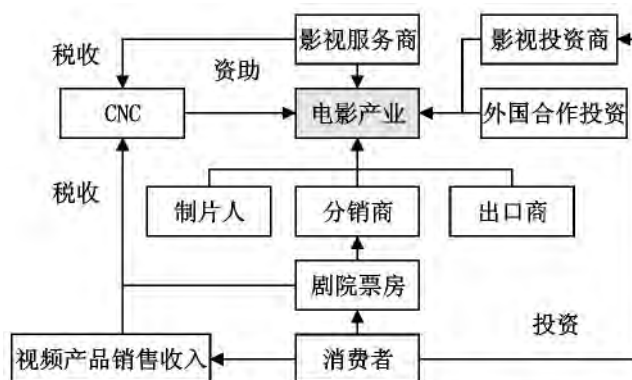 影视服务商
影视投资商
税收
资助
CNC
电影产业
外国合作投资
税收
制片人
分销商
出口商
剧院票房
投资
视频产品销售收入
消费者